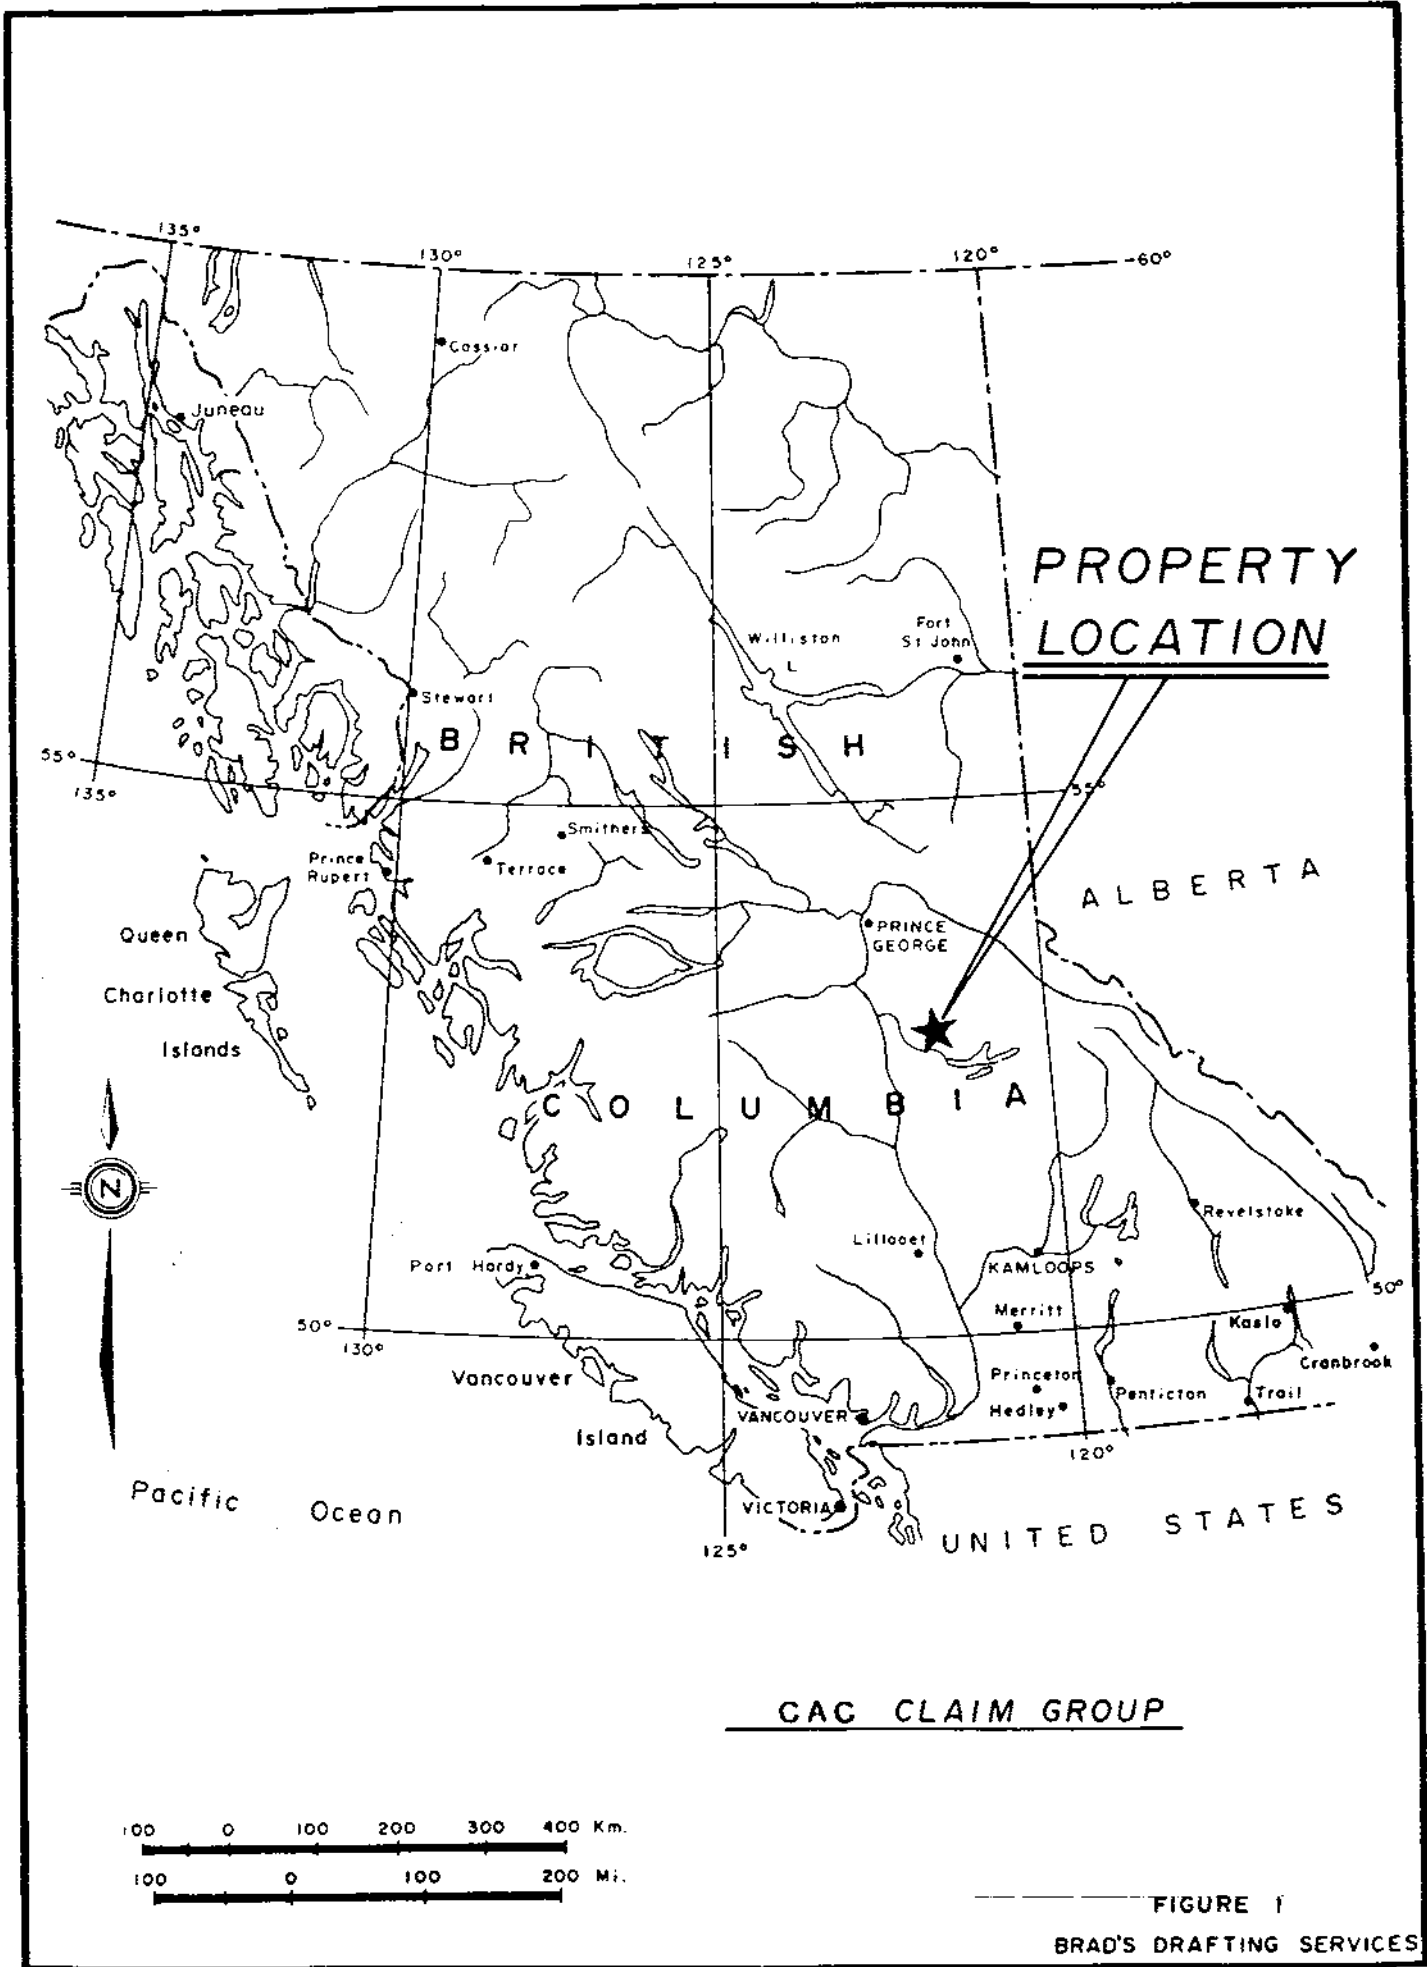 135°
130°
125°
120°
60°
Cassiar
Juneau
PROPERTY
LOCATION
Fort
St John
Williston
L
Stewart
BRITISH
55°
135°
55°
Smithers
Terrace
Prince
Rupert
ALBERTA
PRINCE
GEORGE
Queen
Charlotte
Islands
COLUMBIA
N
Revelstoke
Lillooet
Port Hardy
KAMLOOPS
50°
Merritt
Kaslo
50°
130°
Cranbrook
Vancouver
Princeton
Penticton
Trail
Hedley
VANCOUVER
Island
120°
Pacific Ocean
VICTORIA
UNITED STATES
125°
CAC CLAIM GROUP
100 0 100 200 300 400 Km.
100 0 100 200 Mi.
FIGURE 1
BRAD'S DRAFTING SERVICES